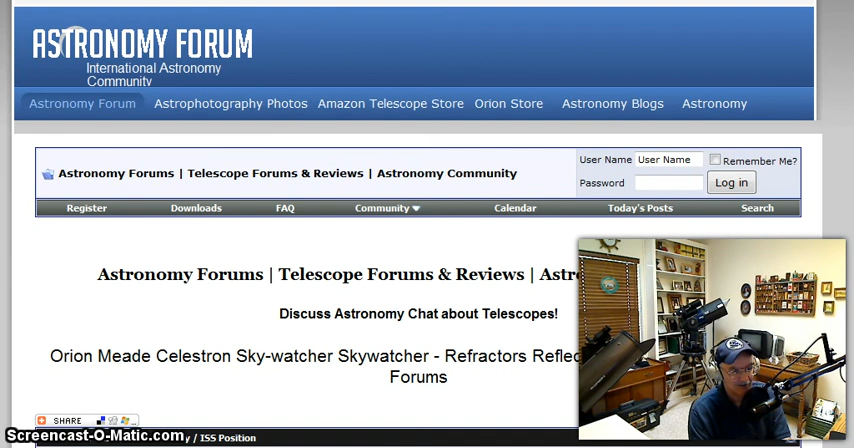 ASTRONOMY FORUM
International Astronomy
Community
Astronomy Forum Astrophotography Photos Amazon Telescope Store Orion Store Astronomy Blogs Astronomy
Astronomy Forums | Telescope Forums & Reviews | Astronomy Community
User Name User Name Remember Me?
Password Log in
Register Downloads FAQ Community Calendar Today's Posts Search
Astronomy Forums | Telescope Forums & Reviews | Astro
Discuss Astronomy Chat about Telescopes!
Orion Meade Celestron Sky-watcher Skywatcher - Refractors Reflec
Forums
SHARE
Screencast-O-Matic.com / ISS Position